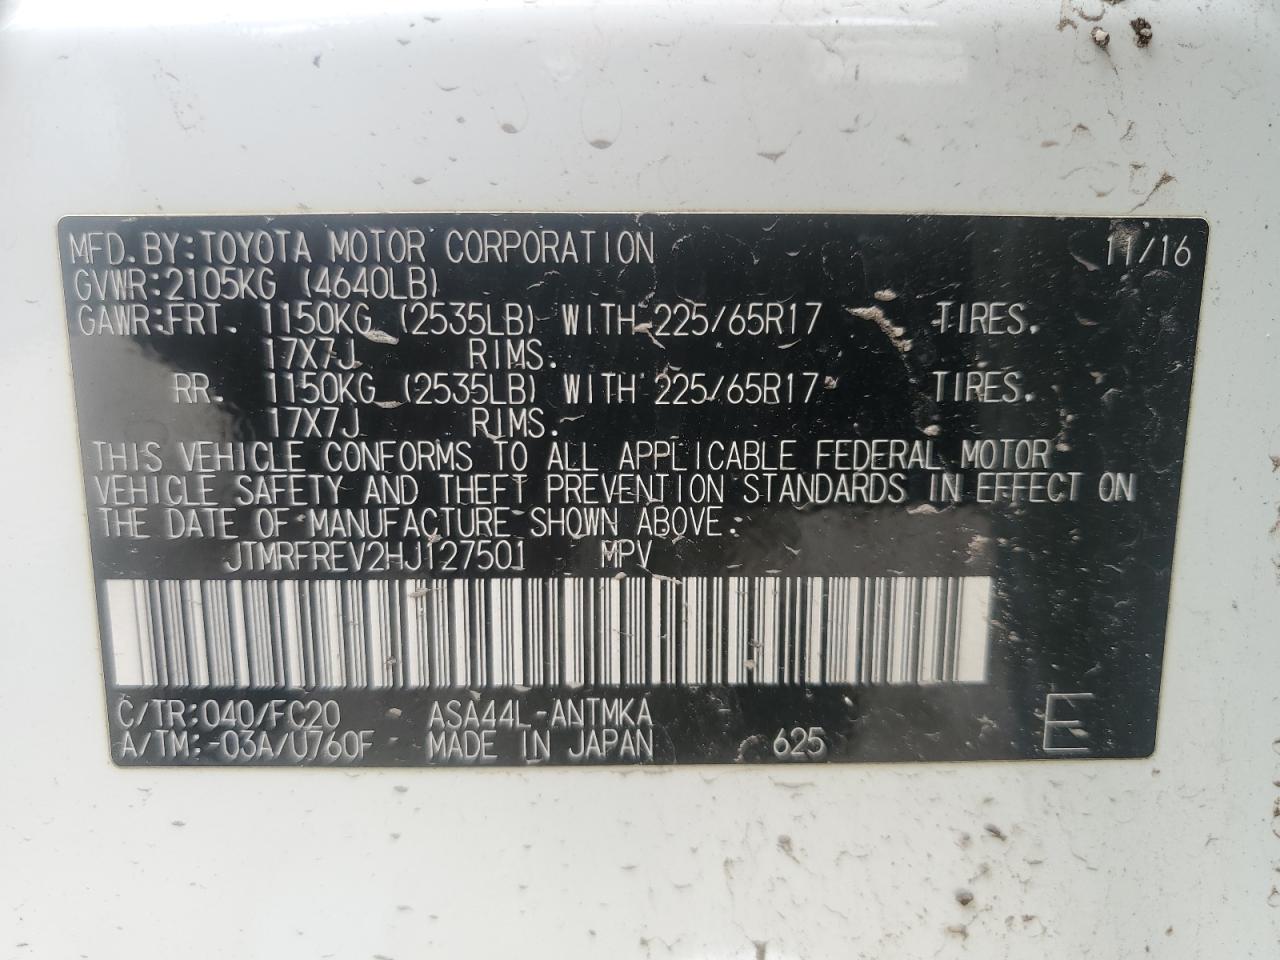 MFD.BY:TOYOTA MOTOR CORPORATION 11/16
GVWR:2105KG (4640LB)
GAWR:FRT. 1150KG (2535LB) WITH 225/65R17 TIRES.
17X7J RIMS.
RR. 1150KG (2535LB) WITH 225/65R17 TIRES.
17X7J RIMS.
THIS VEHICLE CONFORMS TO ALL APPLICABLE FEDERAL MOTOR
VEHICLE SAFETY AND THEFT PREVENTION STANDARDS IN EFFECT ON
THE DATE OF MANUFACTURE SHOWN ABOVE.
JTMRFREV2HJ127501 MPV
C/TR:040/FC20 ASA44L-ANTMKA
A/TM:-03A/U760F MADE IN JAPAN 625 E